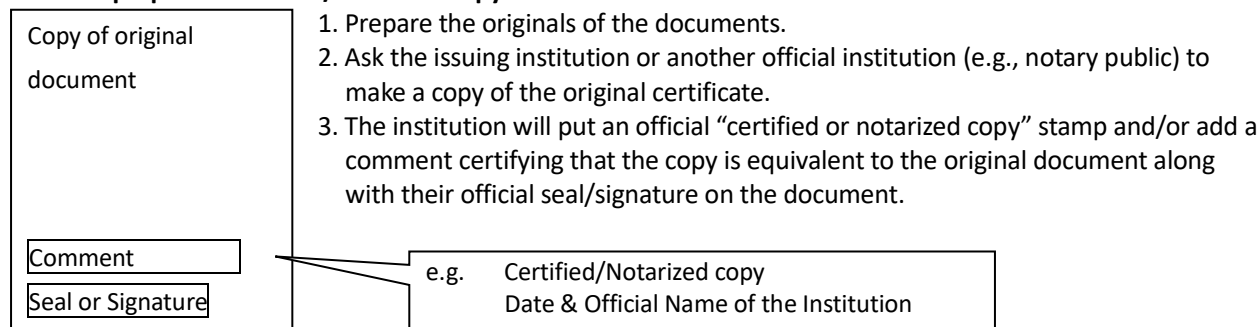 Copy of original
document
1. Prepare the originals of the documents.
2. Ask the issuing institution or another official institution (e.g., notary public) to
make a copy of the original certificate.
3. The institution will put an official “certified or notarized copy” stamp and/or add a
comment certifying that the copy is equivalent to the original document along
with their official seal/signature on the document.
Comment
Seal or Signature
e.g. Certified/Notarized copy
Date & Official Name of the Institution